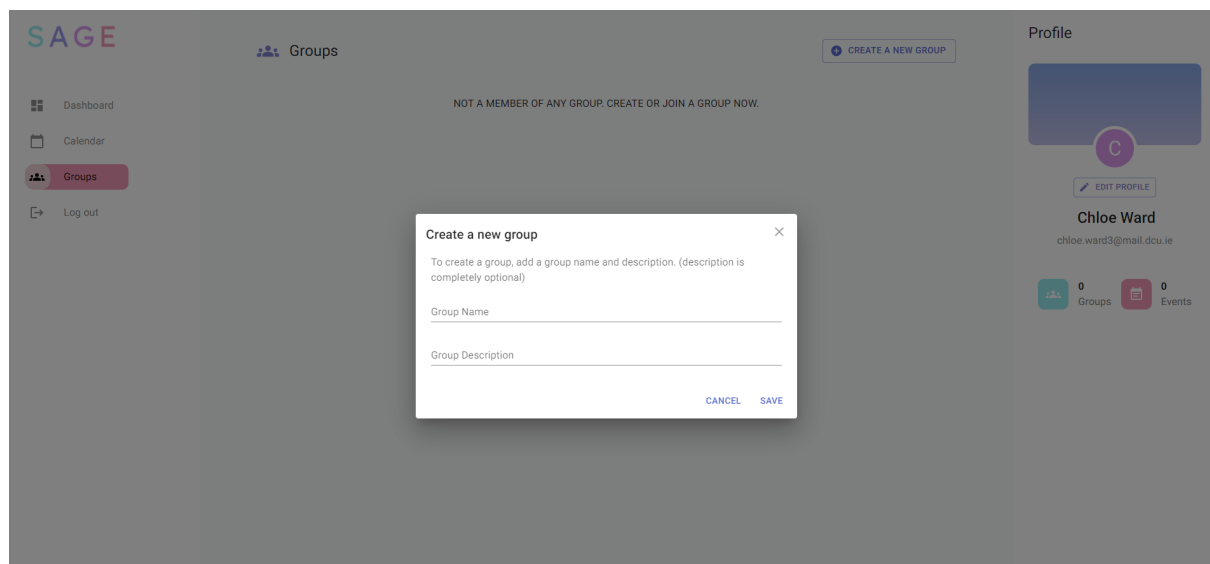 SAGE
Dashboard
Calendar
Groups
Log out
Groups
CREATE A NEW GROUP
NOT A MEMBER OF ANY GROUP. CREATE OR JOIN A GROUP NOW.
Create a new group
To create a group, add a group name and description. (description is
completely optional)
Group Name
Group Description
CANCEL SAVE
Profile
C
EDIT PROFILE
Chloe Ward
chloe.ward3@mail.dcu.ie
0
Groups
0
Events